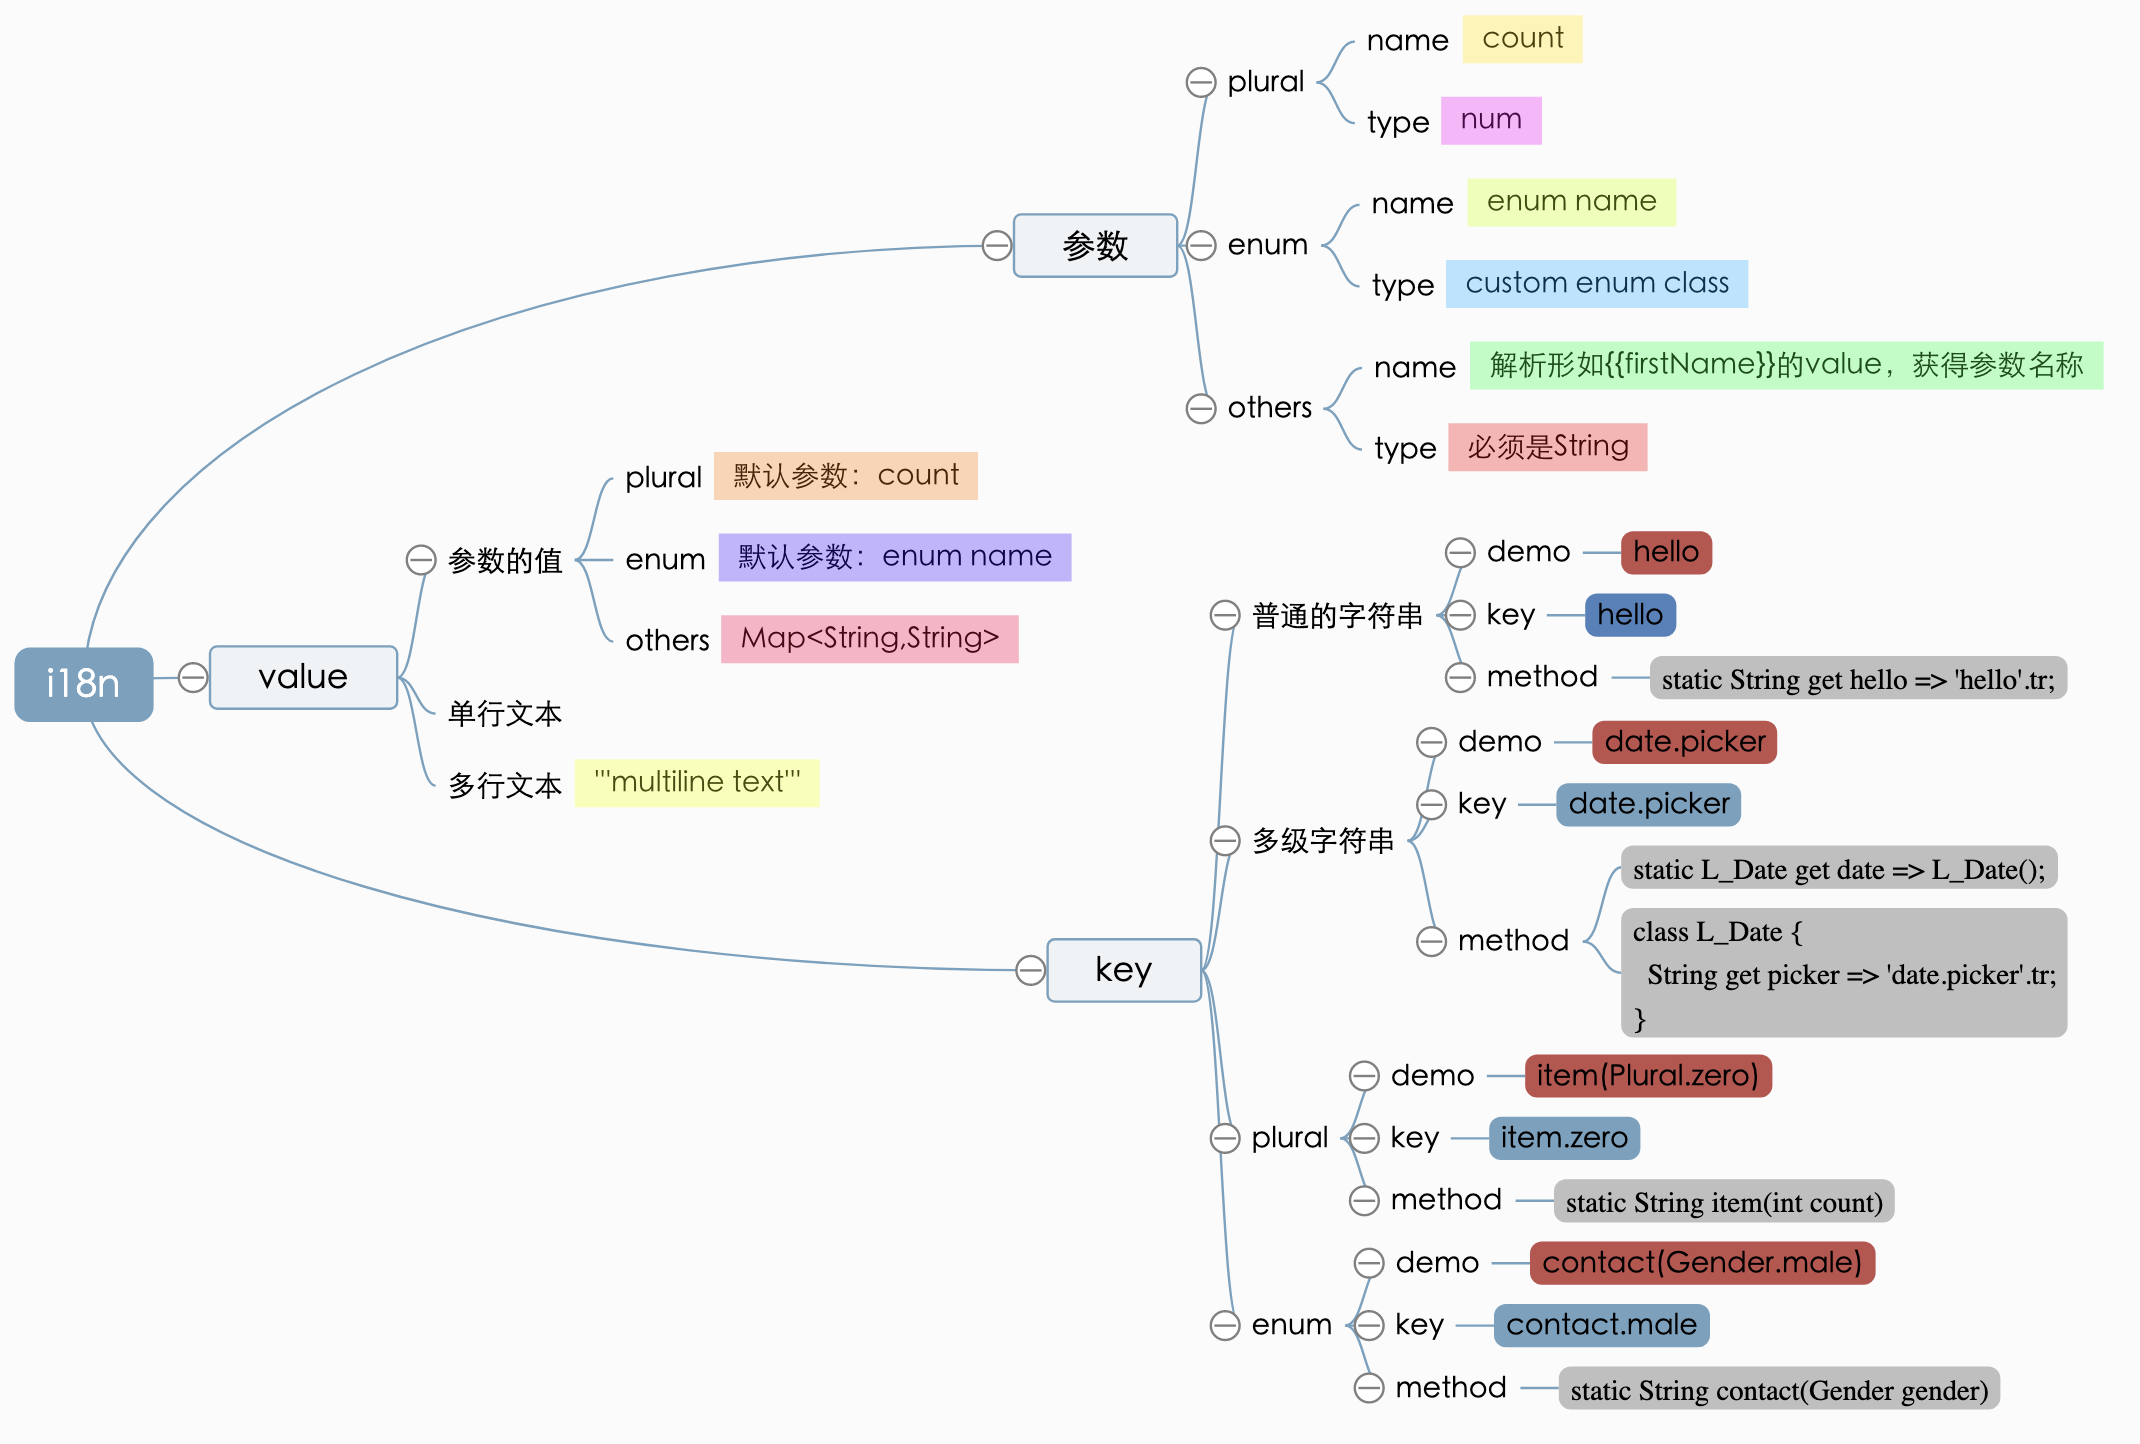 i18n
参数
plural
name count
type num
enum
name enum name
type custom enum class
others
name 解析形如{{firstName}}的value，获得参数名称
type 必须是String
value
参数的值
plural 默认参数：count
enum 默认参数：enum name
others Map<String,String>
单行文本
多行文本 '''multiline text'''
key
普通的字符串
demo hello
key hello
method static String get hello => 'hello'.tr;
多级字符串
demo date.picker
key date.picker
method static L_Date get date => L_Date();
class L_Date {
String get picker => 'date.picker'.tr;
}
plural
demo item(Plural.zero)
key item.zero
method static String item(int count)
enum
demo contact(Gender.male)
key contact.male
method static String contact(Gender gender)